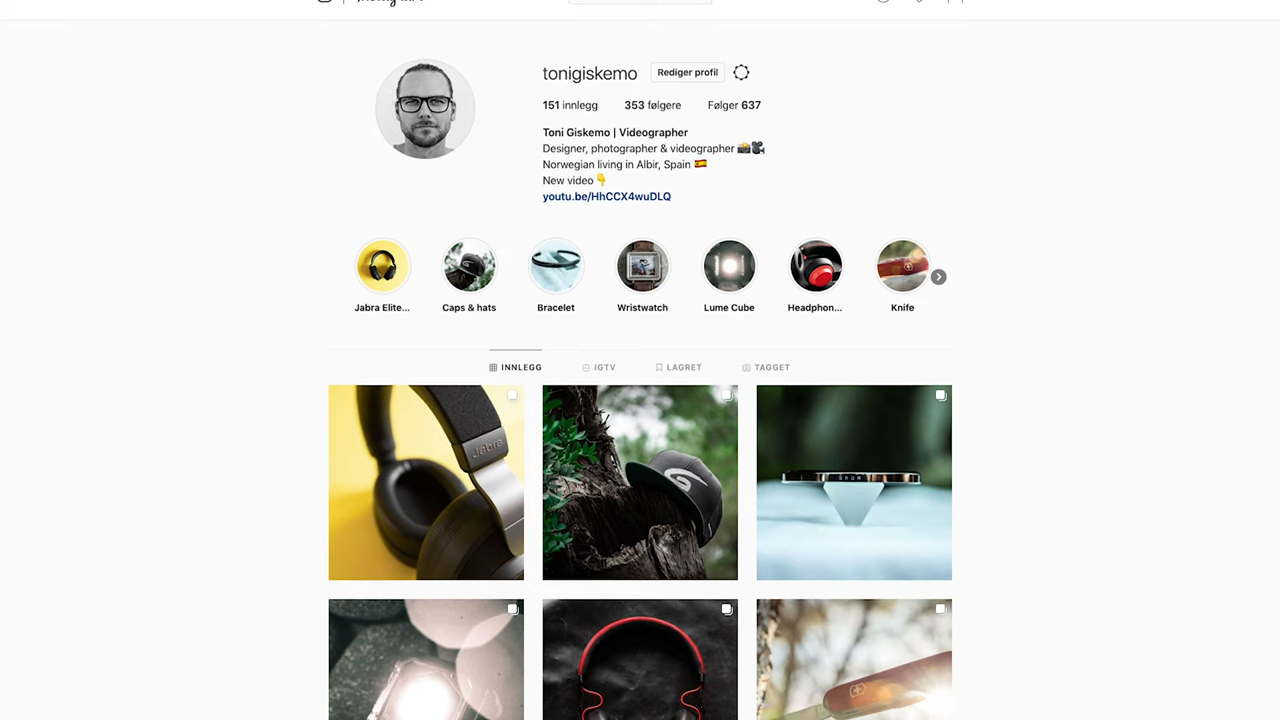 tonigiskemo Rediger profil
151 innlegg 353 følgere Følger 637
Toni Giskemo | Videographer
Designer, photographer & videographer 📸🎥
Norwegian living in Albir, Spain 🇪🇸
New video 👇
youtu.be/HhCCX4wuDLQ
Jabra Elite... Caps & hats Bracelet Wristwatch Lume Cube Headphon... Knife
INNLEGG IGTV LAGRET TAGGET
Jabra